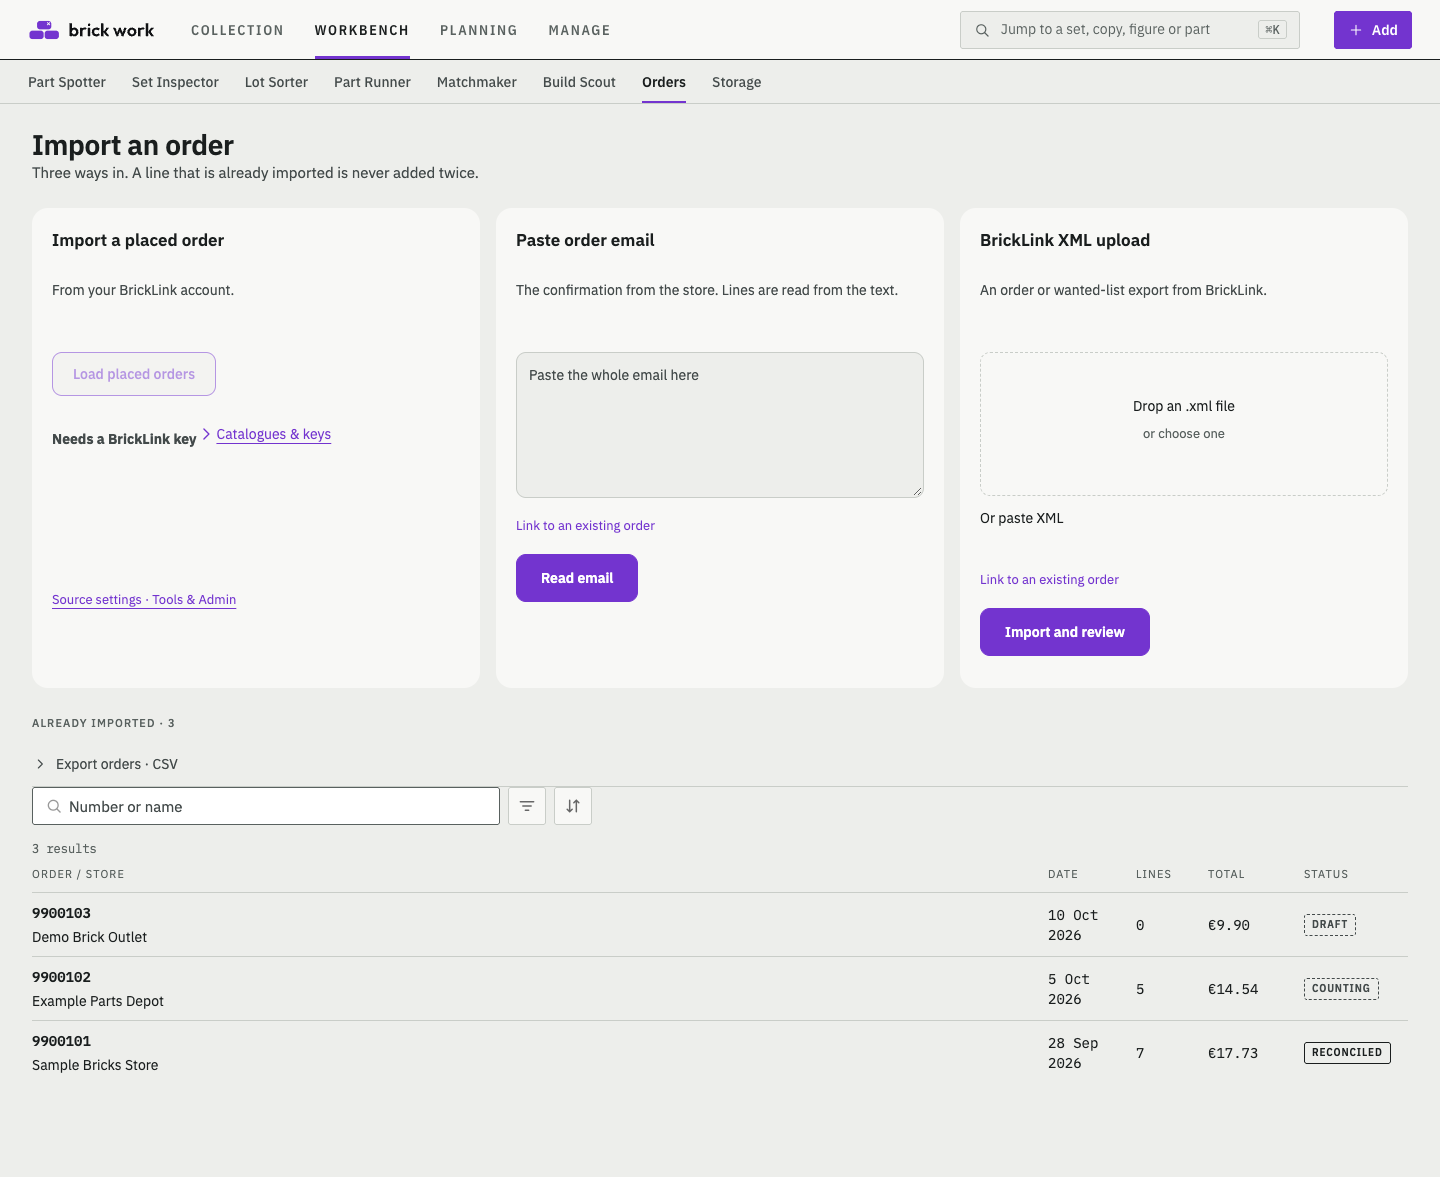 brick work
COLLECTION
WORKBENCH
PLANNING
MANAGE
Jump to a set, copy, figure or part
⌘K
Add
Part Spotter
Set Inspector
Lot Sorter
Part Runner
Matchmaker
Build Scout
Orders
Storage
Import an order
Three ways in. A line that is already imported is never added twice.
Import a placed order
From your BrickLink account.
Load placed orders
Needs a BrickLink key
Catalogues & keys
Source settings · Tools & Admin
Paste order email
The confirmation from the store. Lines are read from the text.
Paste the whole email here
Link to an existing order
Read email
BrickLink XML upload
An order or wanted-list export from BrickLink.
Drop an .xml file
or choose one
Or paste XML
Link to an existing order
Import and review
ALREADY IMPORTED · 3
Export orders · CSV
Number or name
3 results
ORDER / STORE DATE LINES TOTAL STATUS
9900103
Demo Brick Outlet
10 Oct
2026
0
€9.90
DRAFT
9900102
Example Parts Depot
5 Oct
2026
5
€14.54
COUNTING
9900101
Sample Bricks Store
28 Sep
2026
7
€17.73
RECONCILED